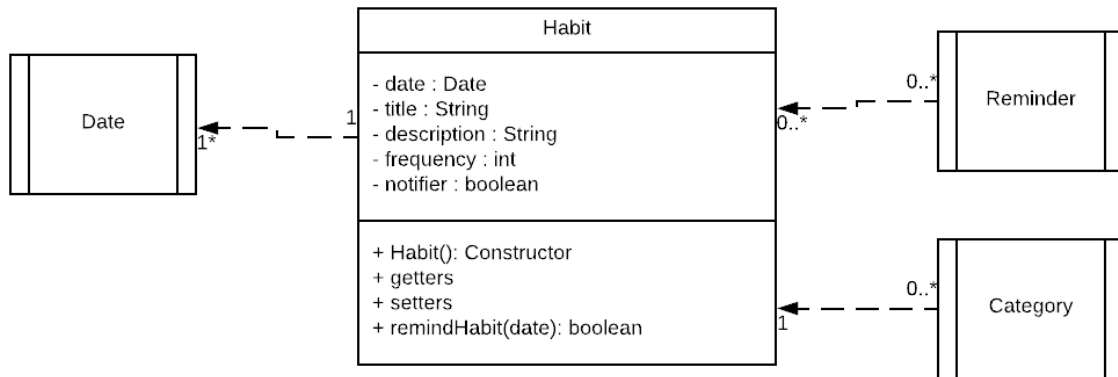 Habit
- date : Date
- title : String
- description : String
- frequency : int
- notifier : boolean
+ Habit(): Constructor
+ getters
+ setters
+ remindHabit(date): boolean
Date
1*
1
Reminder
0..*
0..*
Category
0..*
1